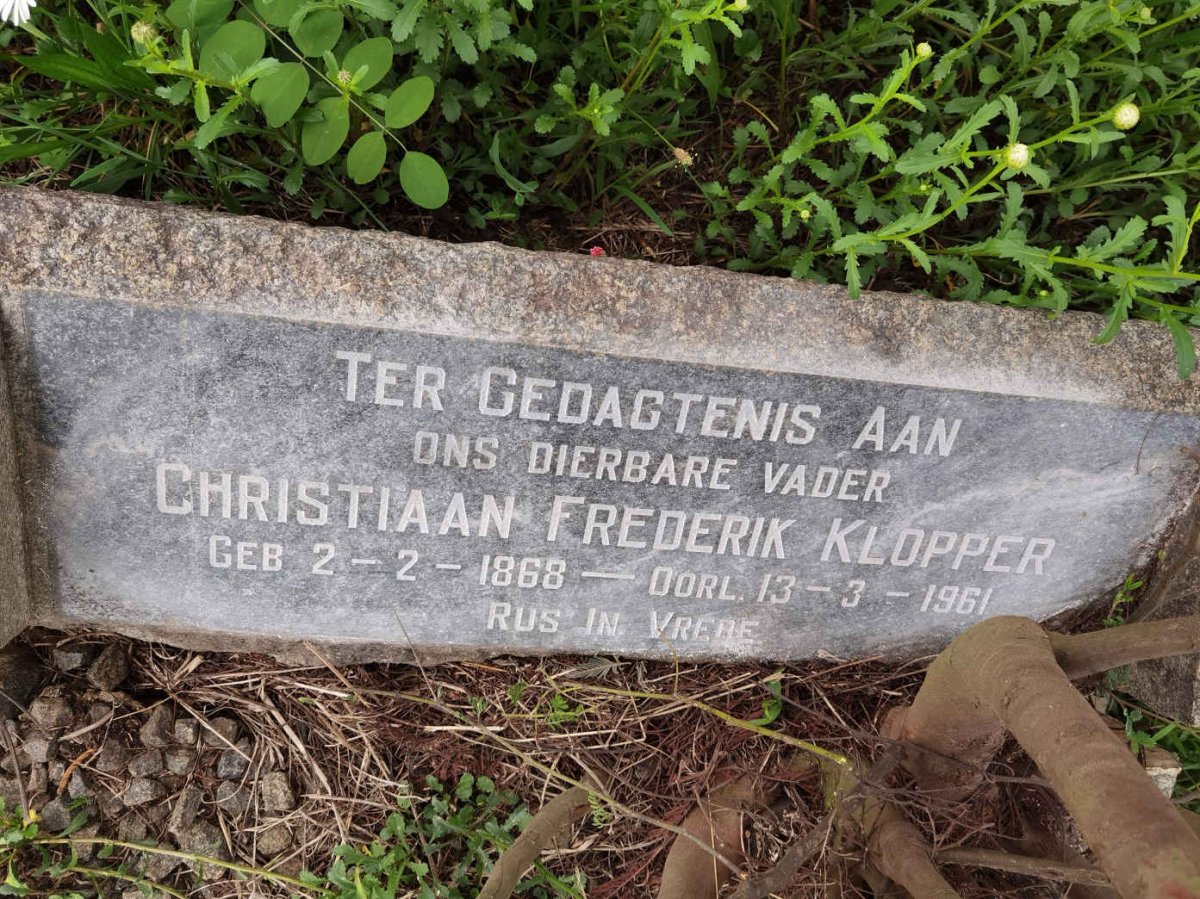 TER GEDAGTENIS AAN
ONS DIERBARE VADER
CHRISTIAAN FREDERIK KLOPPER
GEB 2 – 2 – 1868 — OORL. 13 – 3 – 1961
RUS IN VREDE